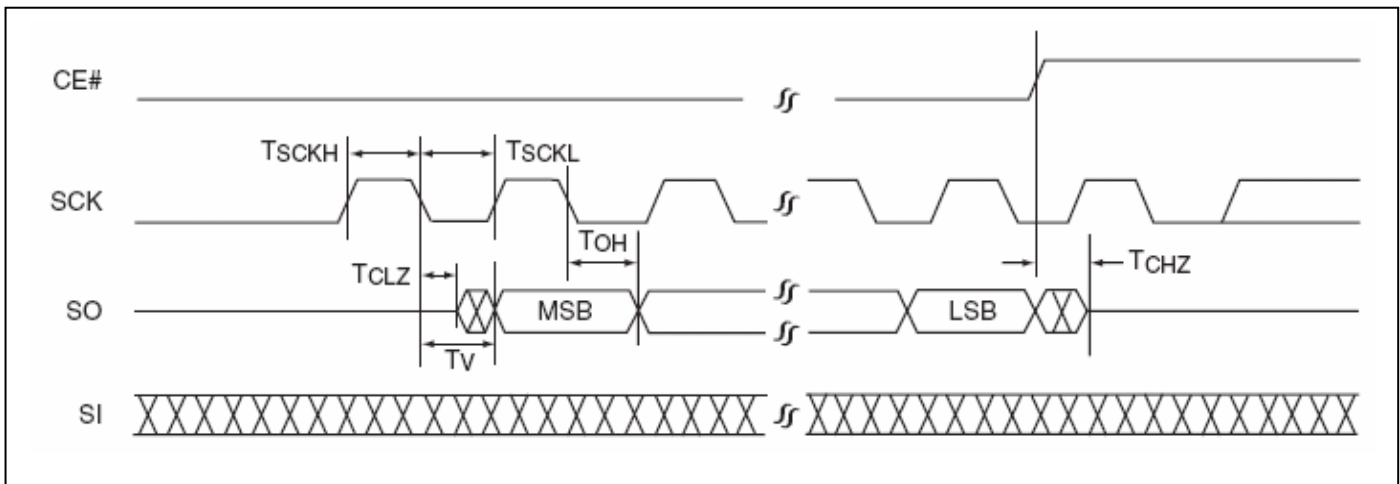 CE#
TSCKH
TSCKL
SCK
TOH
TCLZ
TCHZ
SO
MSB
LSB
TV
SI